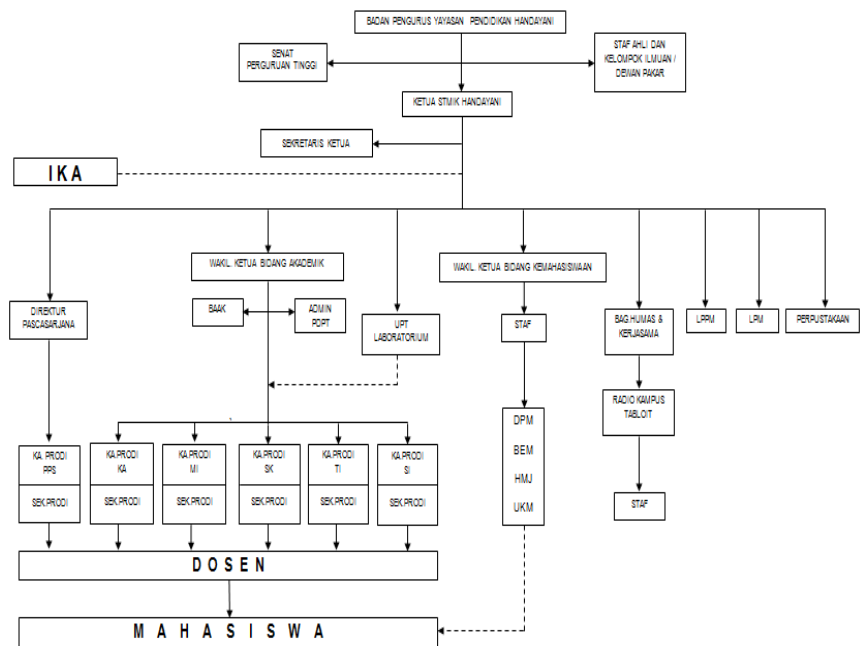 BADAN PENGURUS YAYASAN PENDIDIKAN HANDAYANI
SENAT
PERGURUAN TINGGI
STAF AHLI DAN
KELOMPOK ILMUAN /
DEWAN PAKAR
KETUA STMIK HANDAYANI
SEKRETARIS KETUA
IKA
WAKIL. KETUA BIDANG AKADEMIK
WAKIL. KETUA BIDANG KEMAHASISWAAN
DIREKTUR
PASCASARJANA
BAAK
ADMIN
PDPT
UPT
LABORATORIUM
STAF
BAG.HUMAS &
KERJASAMA
LPPM
LPM
PERPUSTAKAAN
RADIO KAMPUS
TABLOIT
DPM
BEM
HMJ
UKM
KA.PRODI
PPS
SEK.PRODI
KA.PRODI
KA
SEK.PRODI
KA.PRODI
MI
SEK.PRODI
KA.PRODI
SK
SEK.PRODI
KA.PRODI
TI
SEK.PRODI
KA.PRODI
SI
SEK.PRODI
STAF
DOSEN
MAHASISWA